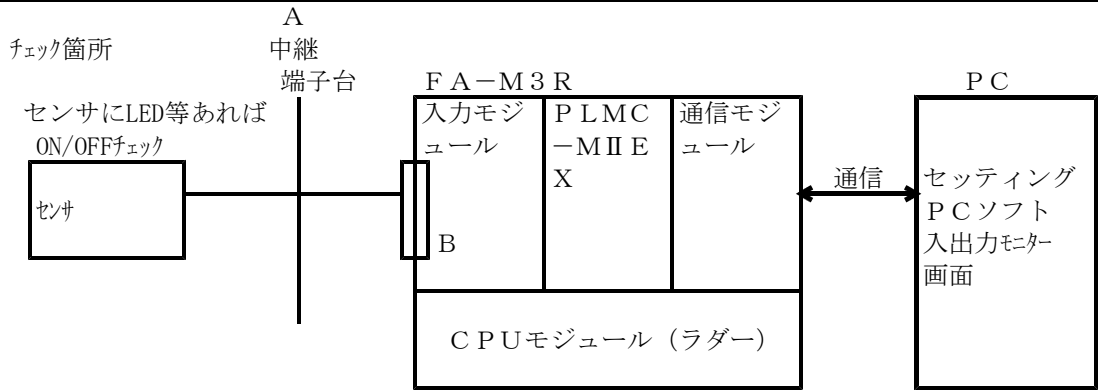 A
チェック箇所
中継
端子台
FA-M3R
PC
センサにLED等あれば
ON/OFFチェック
センサ
入力モジ
ュール
B
PLMC
-MⅡE
X
通信モジ
ュール
通信
セッティング
PCソフト
入出力モニター
画面
CPUモジュール(ラダー)